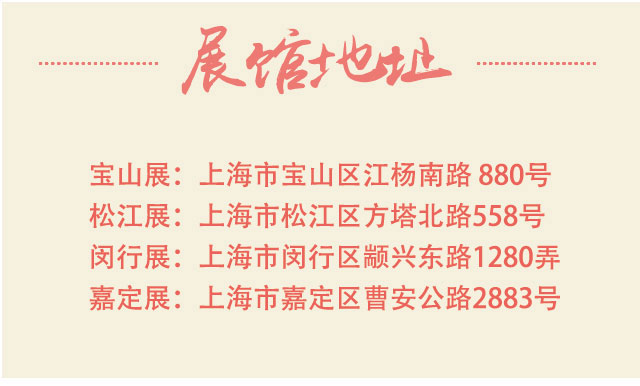 展馆地址
宝山展：上海市宝山区江杨南路 880号
松江展：上海市松江区方塔北路558号
闵行展：上海市闵行区颛兴东路1280弄
嘉定展：上海市嘉定区曹安公路2883号